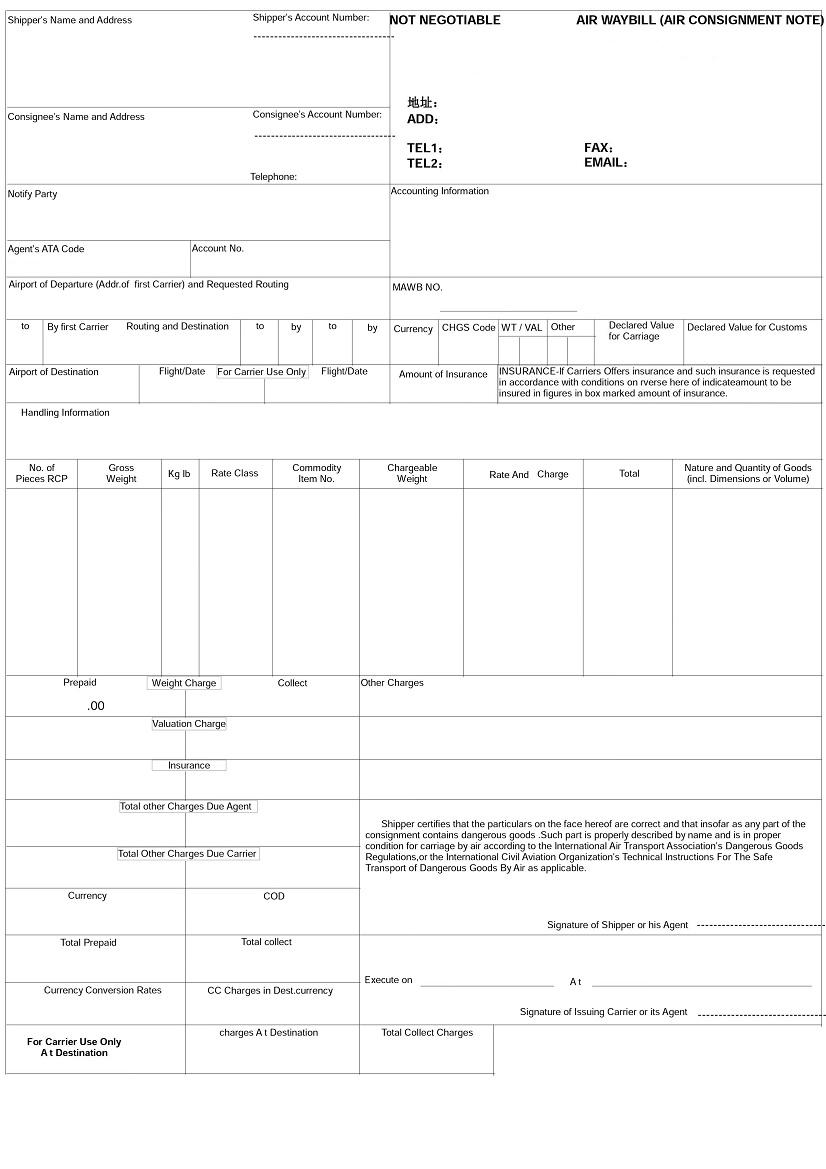 Shipper's Name and Address
Shipper's Account Number:
NOT NEGOTIABLE
AIR WAYBILL (AIR CONSIGNMENT NOTE)
地址:
ADD:
Consignee's Name and Address
Consignee's Account Number:
TEL1:
FAX:
TEL2:
EMAIL:
Telephone:
Notify Party
Accounting Information
Agent's ATA Code
Account No.
Airport of Departure (Addr.of first Carrier) and Requested Routing
MAWB NO.
to
By first Carrier
Routing and Destination
to
by
to
by
Currency
CHGS Code
WT / VAL
Other
Declared Value
for Carriage
Declared Value for Customs
Airport of Destination
Flight/Date
For Carrier Use Only
Flight/Date
Amount of Insurance
INSURANCE-If Carriers Offers insurance and such insurance is requested
in accordance with conditions on rverse here of indicateamount to be
insured in figures in box marked amount of insurance.
Handling Information
No. of
Pieces RCP
Gross
Weight
Kg lb
Rate Class
Commodity
Item No.
Chargeable
Weight
Rate And Charge
Total
Nature and Quantity of Goods
(incl. Dimensions or Volume)
Prepaid
Weight Charge
Collect
Other Charges
.00
Valuation Charge
Insurance
Total other Charges Due Agent
Shipper certifies that the particulars on the face hereof are correct and that insofar as any part of the
consignment contains dangerous goods .Such part is properly described by name and is in proper
condition for carriage by air according to the International Air Transport Association's Dangerous Goods
Regulations,or the International Civil Aviation Organization's Technical Instructions For The Safe
Transport of Dangerous Goods By Air as applicable.
Total Other Charges Due Carrier
Currency
COD
Signature of Shipper or his Agent
Total Prepaid
Total collect
Execute on
A t
Currency Conversion Rates
CC Charges in Dest.currency
Signature of Issuing Carrier or its Agent
For Carrier Use Only
A t Destination
charges A t Destination
Total Collect Charges